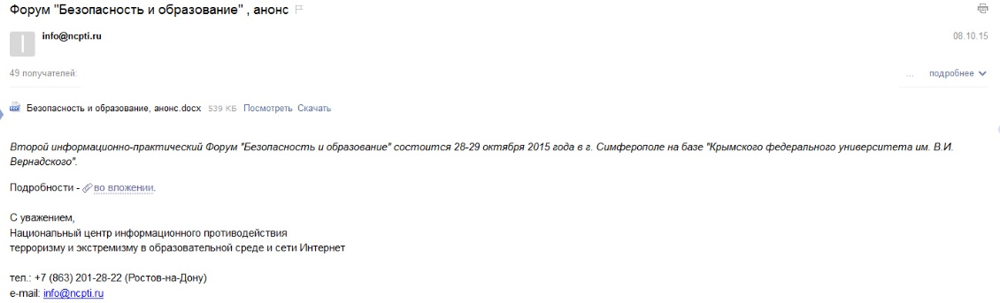 Форум "Безопасность и образование" , анонс
I
info@ncpti.ru
08.10.15
49 получателей:
... подробнее
Безопасность и образование, анонс.docx 539 КБ Посмотреть Скачать
Второй информационно-практический Форум "Безопасность и образование" состоится 28-29 октября 2015 года в г. Симферополе на базе "Крымского федерального университета им. В.И.
Вернадского".
Подробности - во вложении.
С уважением,
Национальный центр информационного противодействия
терроризму и экстремизму в образовательной среде и сети Интернет
тел.: +7 (863) 201-28-22 (Ростов-на-Дону)
e-mail: info@ncpti.ru